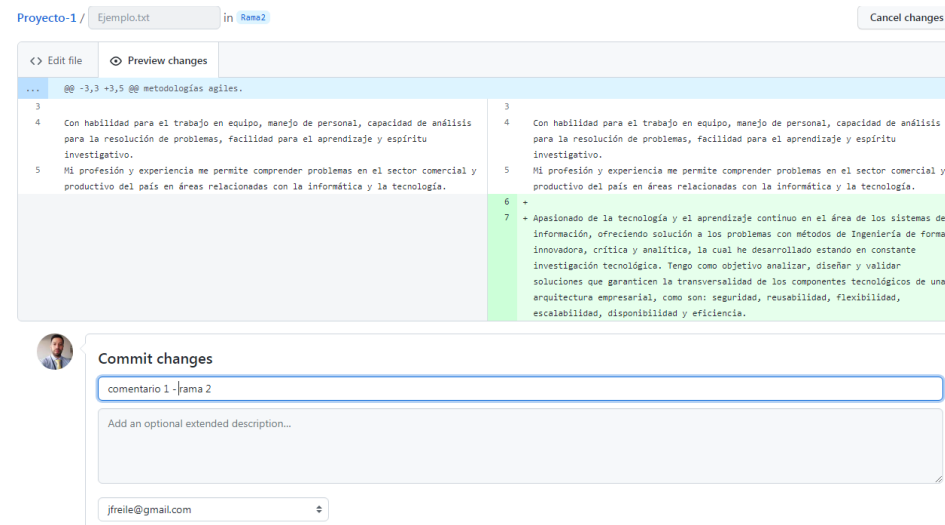 Proyecto-1 / Ejemplo.txt in Rama2 Cancel changes
<> Edit file Preview changes
... @@ -3,3 +3,5 @@ metodologías agiles.
3 3
4 Con habilidad para el trabajo en equipo, manejo de personal, capacidad de análisis
para la resolución de problemas, facilidad para el aprendizaje y espíritu
investigativo.
5 Mi profesión y experiencia me permite comprender problemas en el sector comercial y
productivo del país en áreas relacionadas con la informática y la tecnología.
4 Con habilidad para el trabajo en equipo, manejo de personal, capacidad de análisis
para la resolución de problemas, facilidad para el aprendizaje y espíritu
investigativo.
5 Mi profesión y experiencia me permite comprender problemas en el sector comercial y
productivo del país en áreas relacionadas con la informática y la tecnología.
6 +
7 + Apasionado de la tecnología y el aprendizaje continuo en el área de los sistemas de
información, ofreciendo solución a los problemas con métodos de Ingeniería de forma
innovadora, crítica y analítica, la cual he desarrollado estando en constante
investigación tecnológica. Tengo como objetivo analizar, diseñar y validar
soluciones que garanticen la transversalidad de los componentes tecnológicos de una
arquitectura empresarial, como son: seguridad, reusabilidad, flexibilidad,
escalabilidad, disponibilidad y eficiencia.
Commit changes
comentario 1 - rama 2
Add an optional extended description...
jfreile@gmail.com